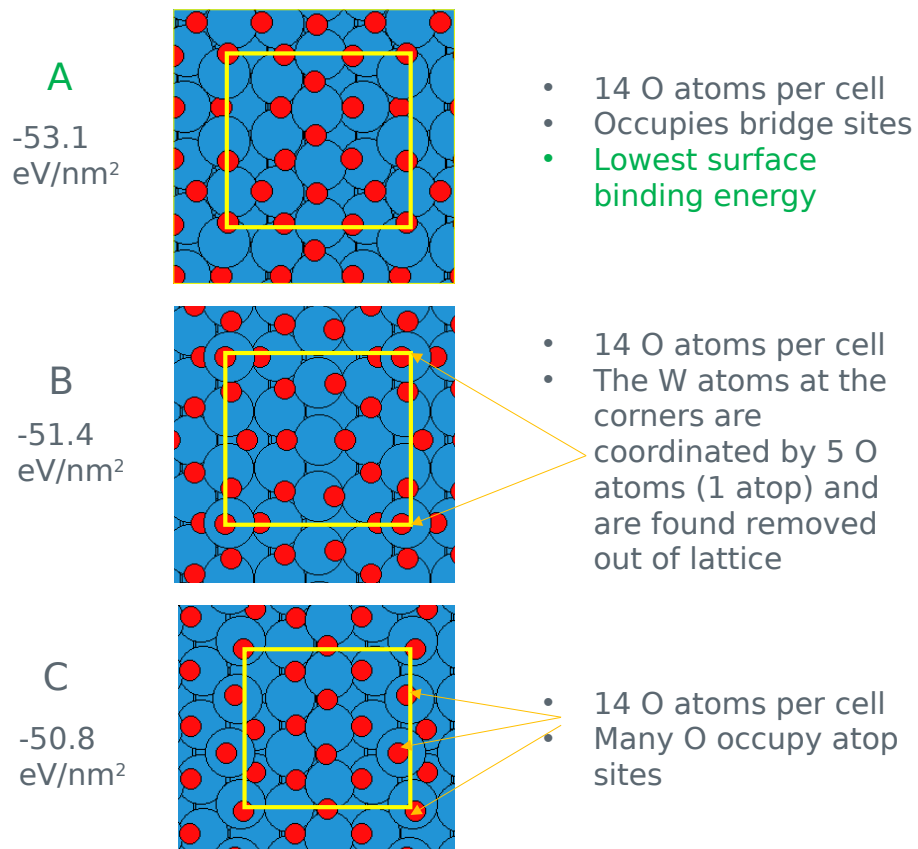 A
-53.1
eV/nm²
• 14 O atoms per cell
• Occupies bridge sites
• Lowest surface
binding energy
B
-51.4
eV/nm²
• 14 O atoms per cell
• The W atoms at the
corners are
coordinated by 5 O
atoms (1 atop) and
are found removed
out of lattice
C
-50.8
eV/nm²
• 14 O atoms per cell
• Many O occupy atop
sites